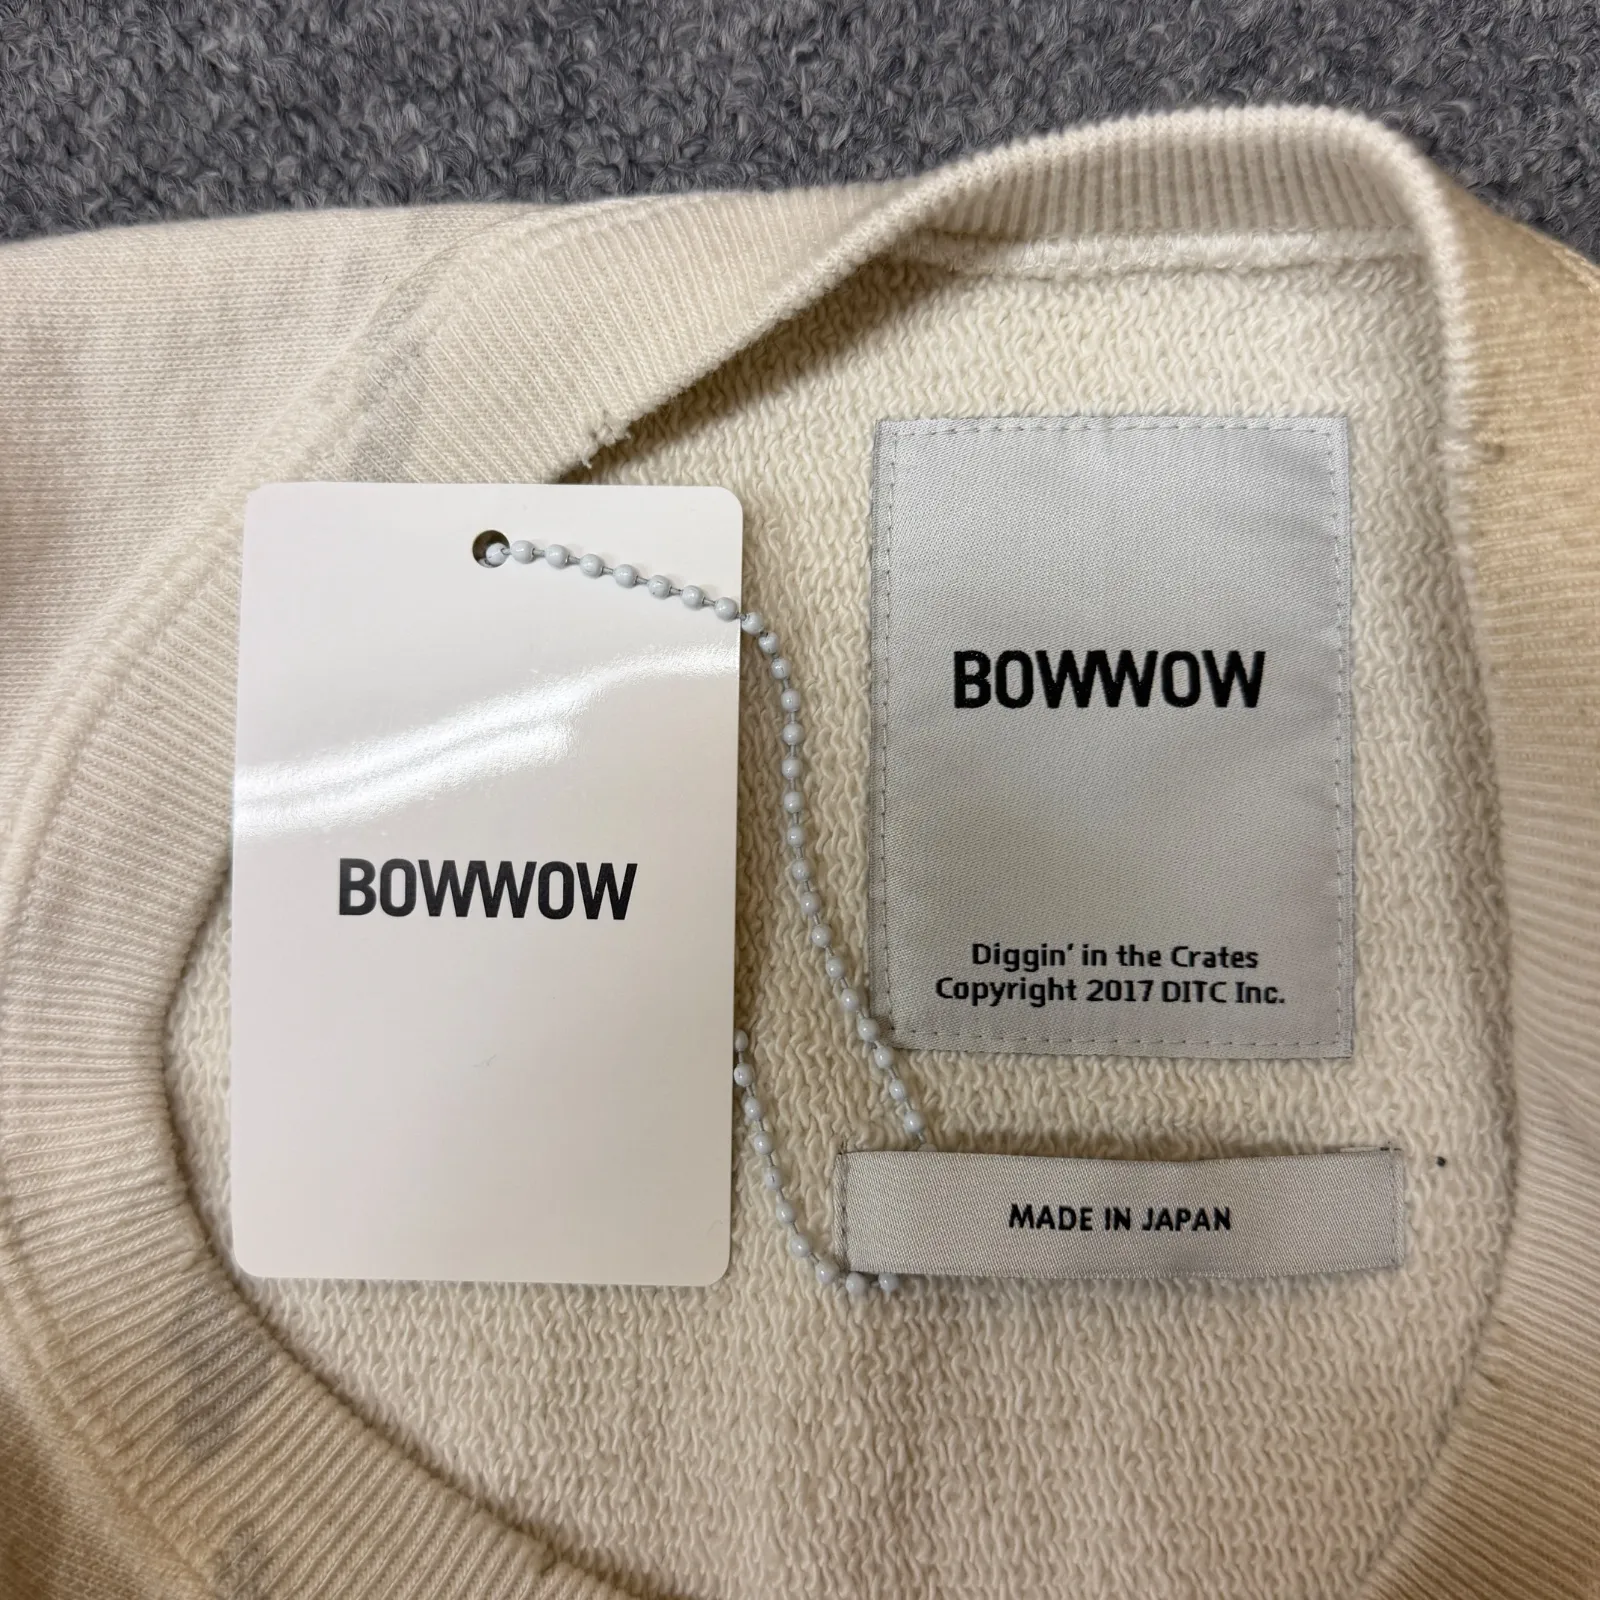 BOWWOW
BOWWOW
Diggin' in the Crates
Copyright 2017 DITC Inc.
MADE IN JAPAN